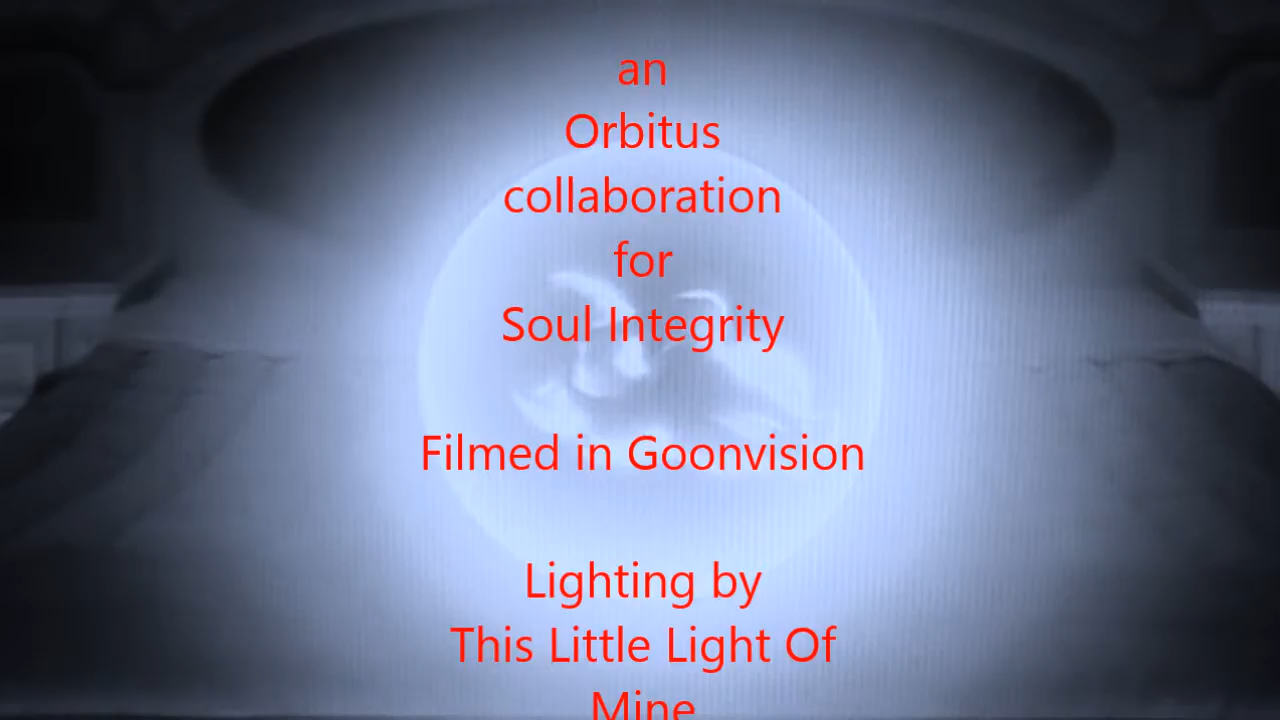 an
Orbitus
collaboration
for
Soul Integrity
Filmed in Goonvision
Lighting by
This Little Light Of
Mine